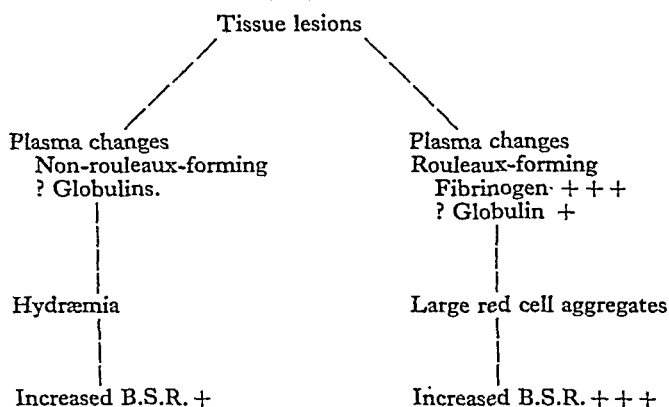 Tissue lesions
Plasma changes
Non-rouleaux-forming
? Globulins.
Hydræmia
Increased B.S.R. +
Plasma changes
Rouleaux-forming
Fibrinogen + + +
? Globulin +
Large red cell aggregates
Increased B.S.R. + + +